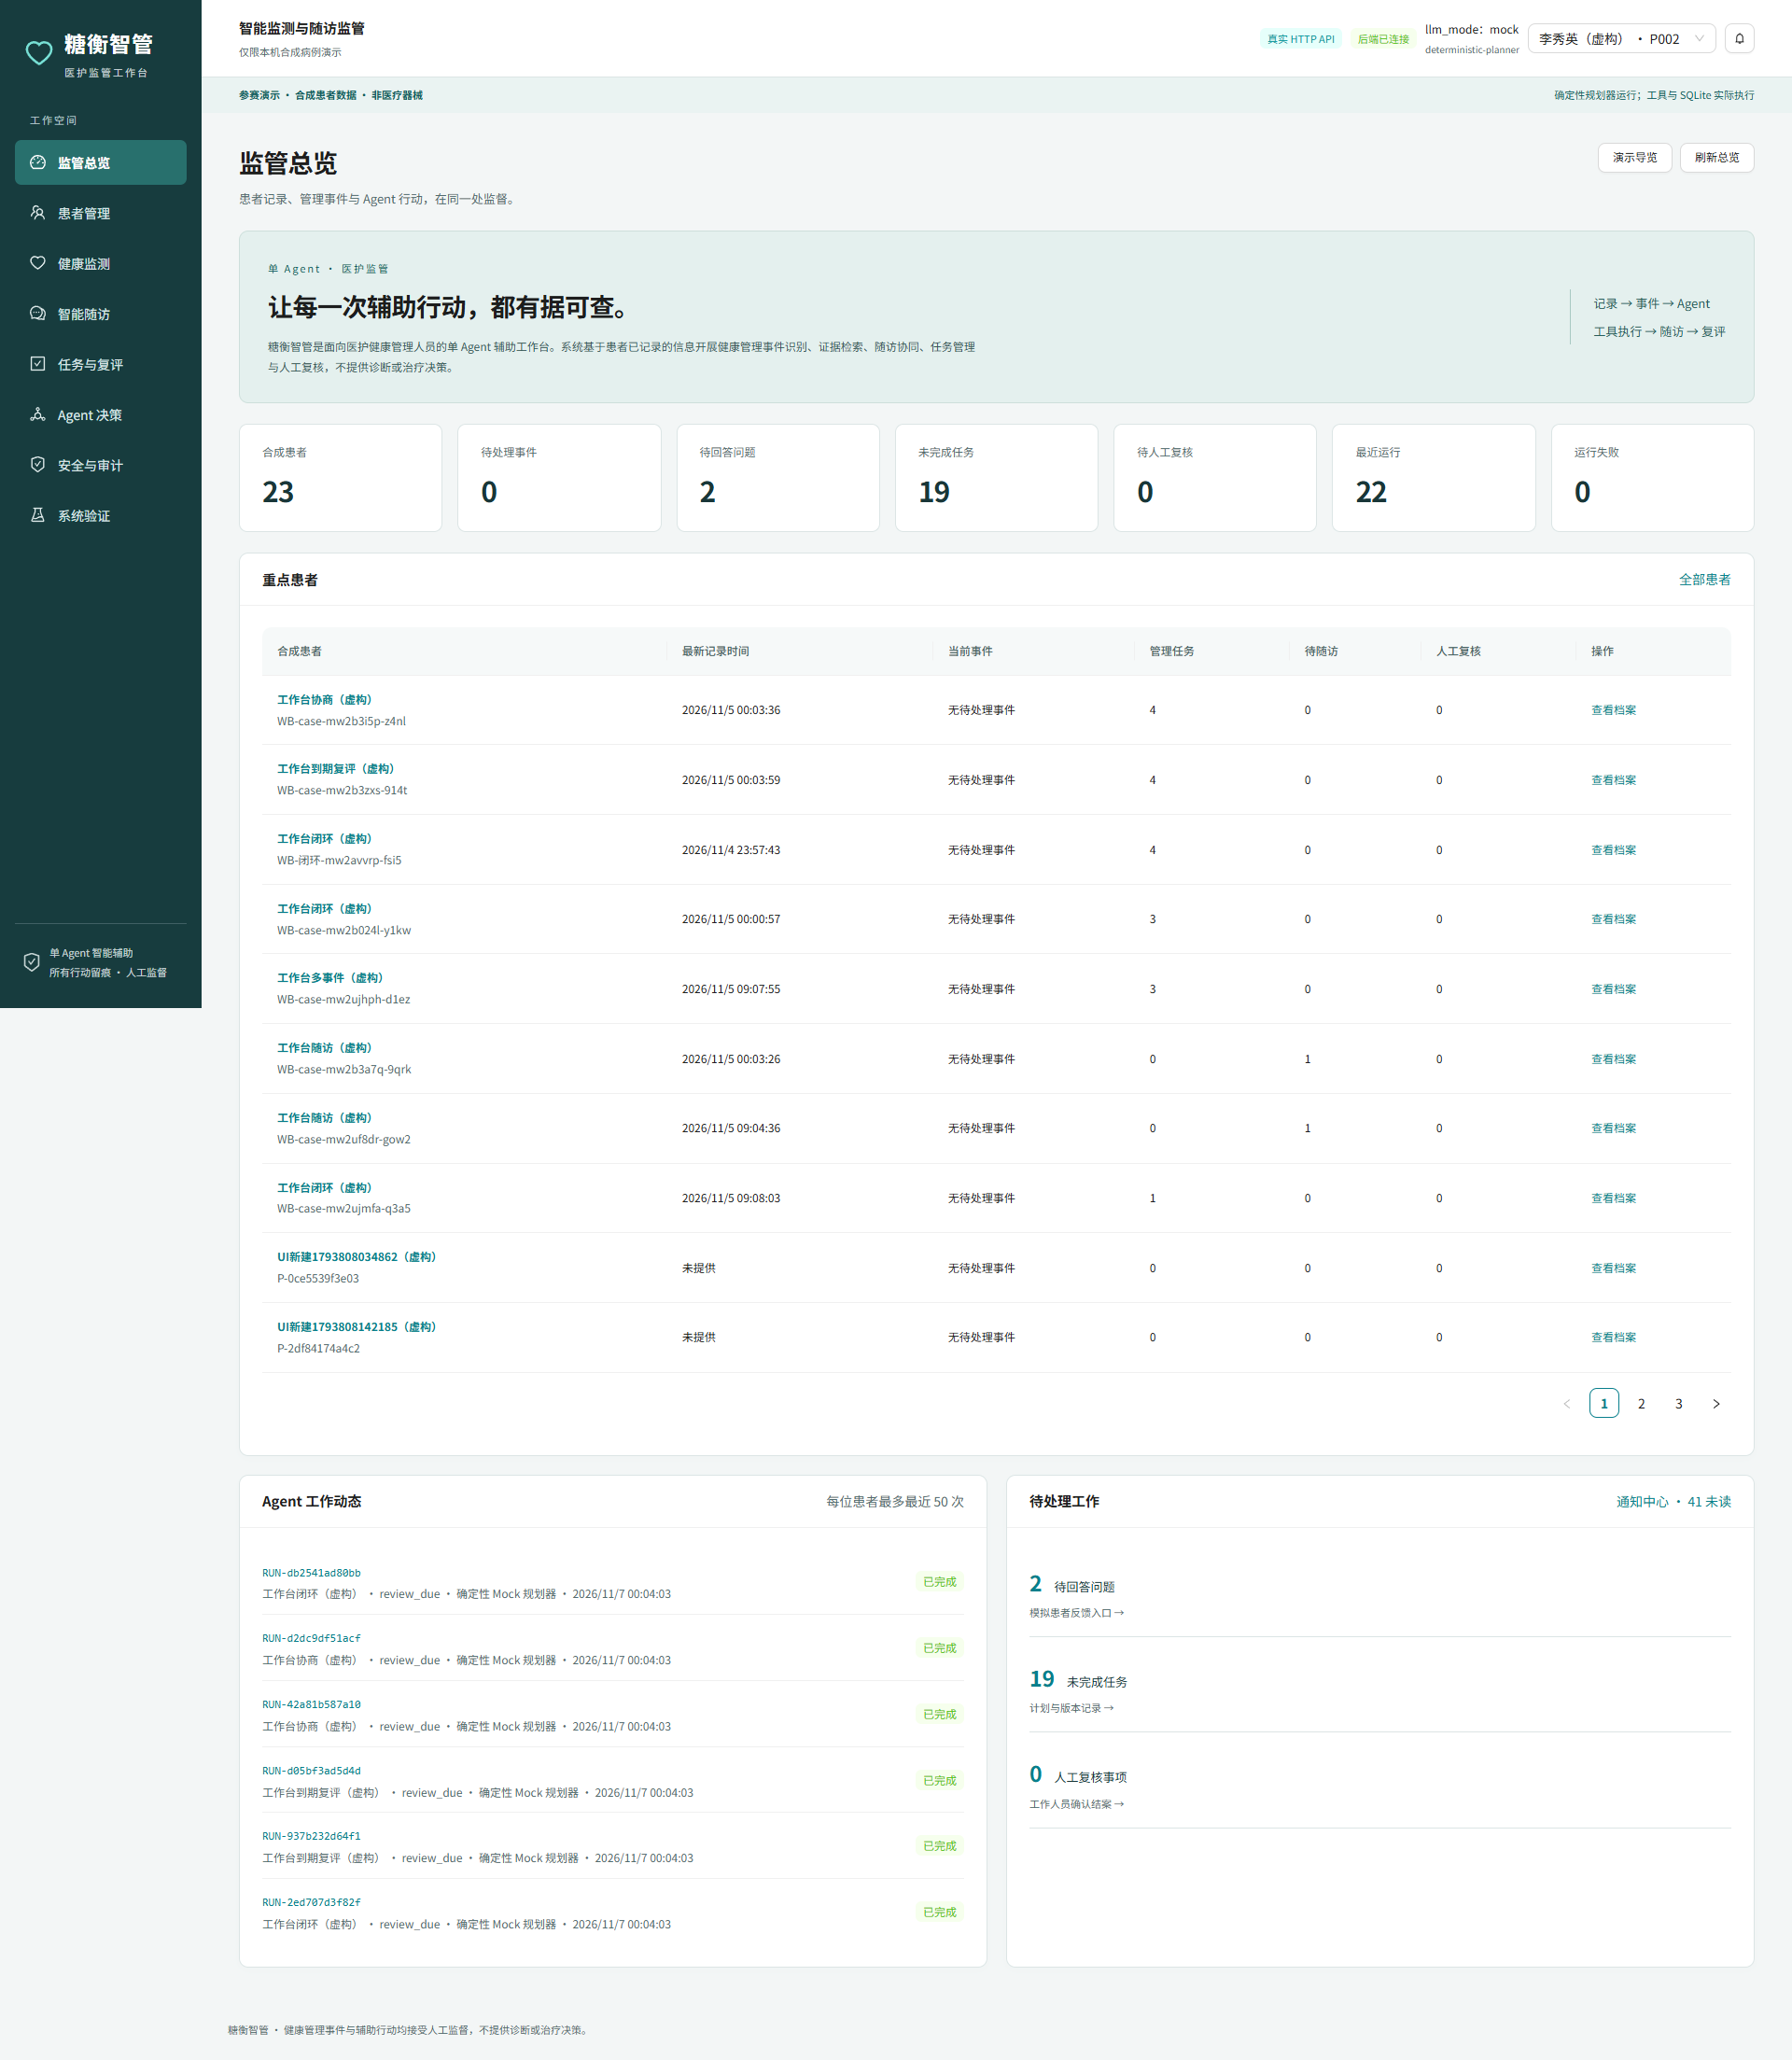 糖衡智管
医护监管工作台
工作空间
监管总览
患者管理
健康监测
智能随访
任务与复评
Agent 决策
安全与审计
系统验证
单 Agent 智能辅助
所有行动留痕 · 人工监督
智能监测与随访监管
仅限本机合成病例演示
真实 HTTP API
后端已连接
llm_mode：mock
deterministic-planner
李秀英（虚构） · P002
参赛演示 · 合成患者数据 · 非医疗器械
确定性规划器运行；工具与 SQLite 实际执行
监管总览
患者记录、管理事件与 Agent 行动，在同一处监督。
演示导览
刷新总览
单 Agent · 医护监管
让每一次辅助行动，都有据可查。
糖衡智管是面向医护健康管理人员的单 Agent 辅助工作台。系统基于患者已记录的信息开展健康管理事件识别、证据检索、随访协同、任务管理
与人工复核，不提供诊断或治疗决策。
记录 → 事件 → Agent
工具执行 → 随访 → 复评
合成患者
23
待处理事件
0
待回答问题
2
未完成任务
19
待人工复核
0
最近运行
22
运行失败
0
重点患者
全部患者
合成患者 最新记录时间 当前事件 管理任务 待随访 人工复核 操作
工作台协商（虚构）
WB-case-mw2b3i5p-z4nl
2026/11/5 00:03:36 无待处理事件 4 0 0 查看档案
工作台到期复评（虚构）
WB-case-mw2b3zxs-914t
2026/11/5 00:03:59 无待处理事件 4 0 0 查看档案
工作台闭环（虚构）
WB-闭环-mw2avvrp-fsi5
2026/11/4 23:57:43 无待处理事件 4 0 0 查看档案
工作台闭环（虚构）
WB-case-mw2b024l-y1kw
2026/11/5 00:00:57 无待处理事件 3 0 0 查看档案
工作台多事件（虚构）
WB-case-mw2ujhph-d1ez
2026/11/5 09:07:55 无待处理事件 3 0 0 查看档案
工作台随访（虚构）
WB-case-mw2b3a7q-9qrk
2026/11/5 00:03:26 无待处理事件 0 1 0 查看档案
工作台随访（虚构）
WB-case-mw2uf8dr-gow2
2026/11/5 09:04:36 无待处理事件 0 1 0 查看档案
工作台闭环（虚构）
WB-case-mw2ujmfa-q3a5
2026/11/5 09:08:03 无待处理事件 1 0 0 查看档案
UI新建1793808034862（虚构）
P-0ce5539f3e03
未提供 无待处理事件 0 0 0 查看档案
UI新建1793808142185（虚构）
P-2df84174a4c2
未提供 无待处理事件 0 0 0 查看档案
1 2 3
Agent 工作动态
每位患者最多最近 50 次
RUN-db2541ad80bb
工作台闭环（虚构） · review_due · 确定性 Mock 规划器 · 2026/11/7 00:04:03
已完成
RUN-d2dc9df51acf
工作台协商（虚构） · review_due · 确定性 Mock 规划器 · 2026/11/7 00:04:03
已完成
RUN-42a81b587a10
工作台协商（虚构） · review_due · 确定性 Mock 规划器 · 2026/11/7 00:04:03
已完成
RUN-d05bf3ad5d4d
工作台到期复评（虚构） · review_due · 确定性 Mock 规划器 · 2026/11/7 00:04:03
已完成
RUN-937b232d64f1
工作台到期复评（虚构） · review_due · 确定性 Mock 规划器 · 2026/11/7 00:04:03
已完成
RUN-2ed707d3f82f
工作台闭环（虚构） · review_due · 确定性 Mock 规划器 · 2026/11/7 00:04:03
已完成
待处理工作
通知中心 · 41 未读
2 待回答问题
模拟患者反馈入口 →
19 未完成任务
计划与版本记录 →
0 人工复核事项
工作人员确认结案 →
糖衡智管 · 健康管理事件与辅助行动均接受人工监督，不提供诊断或治疗决策。